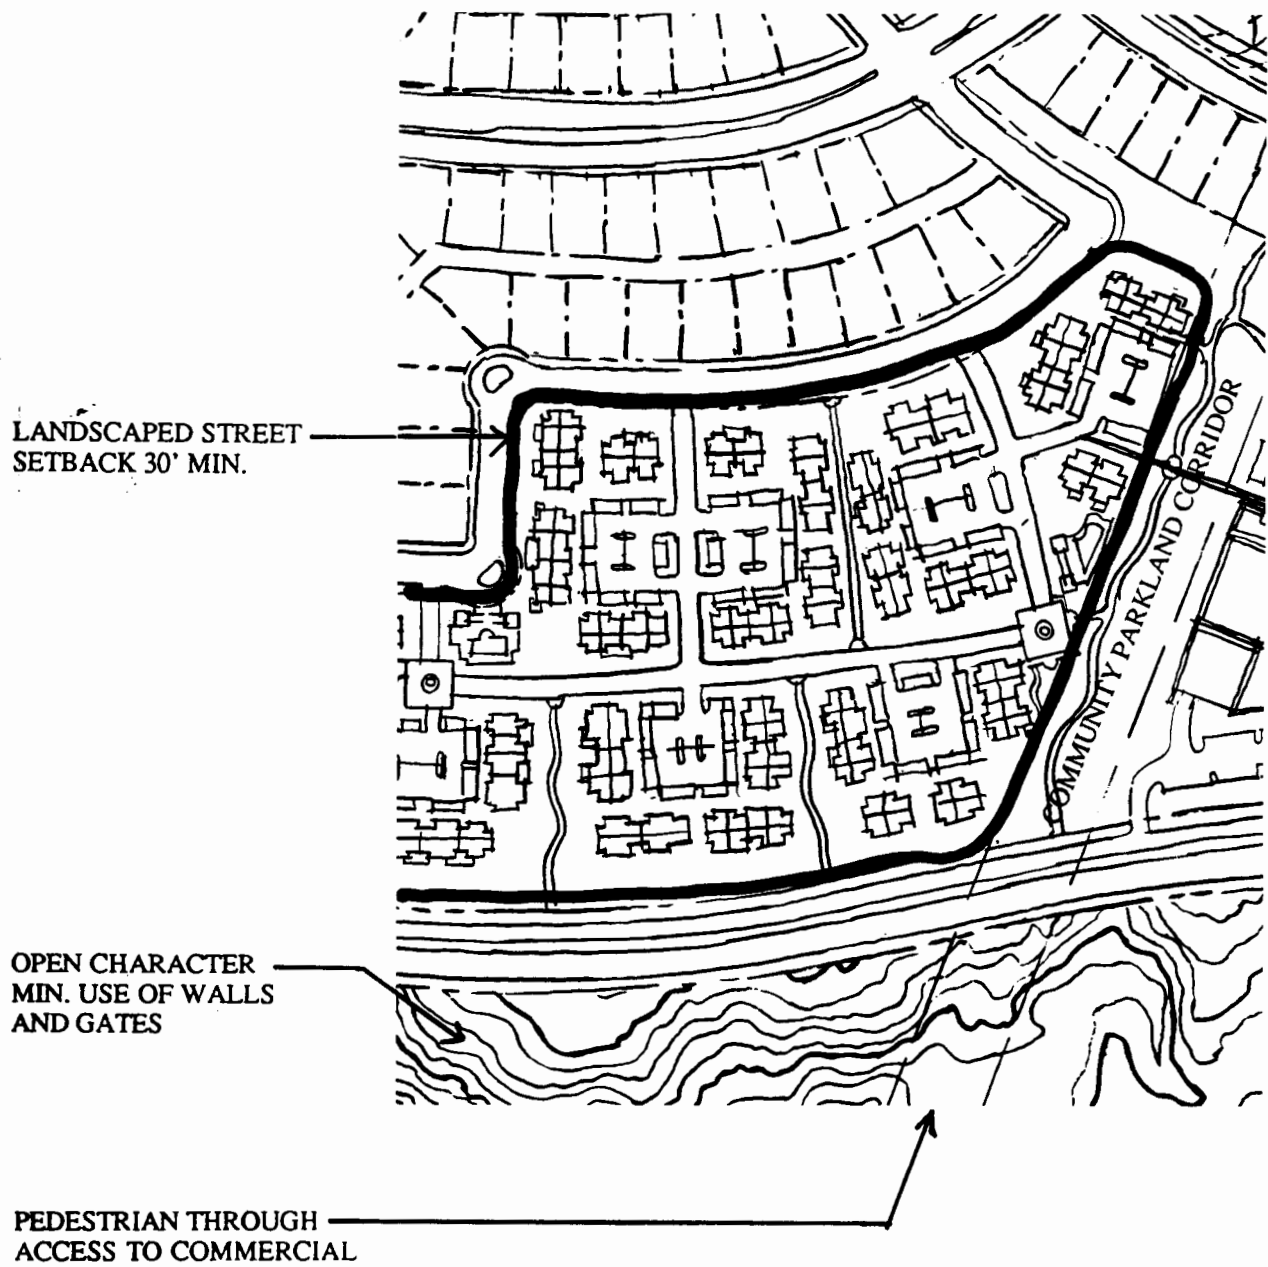 LANDSCAPED STREET
SETBACK 30' MIN.
COMMUNITY PARKLAND CORRIDOR
OPEN CHARACTER
MIN. USE OF WALLS
AND GATES
PEDESTRIAN THROUGH
ACCESS TO COMMERCIAL